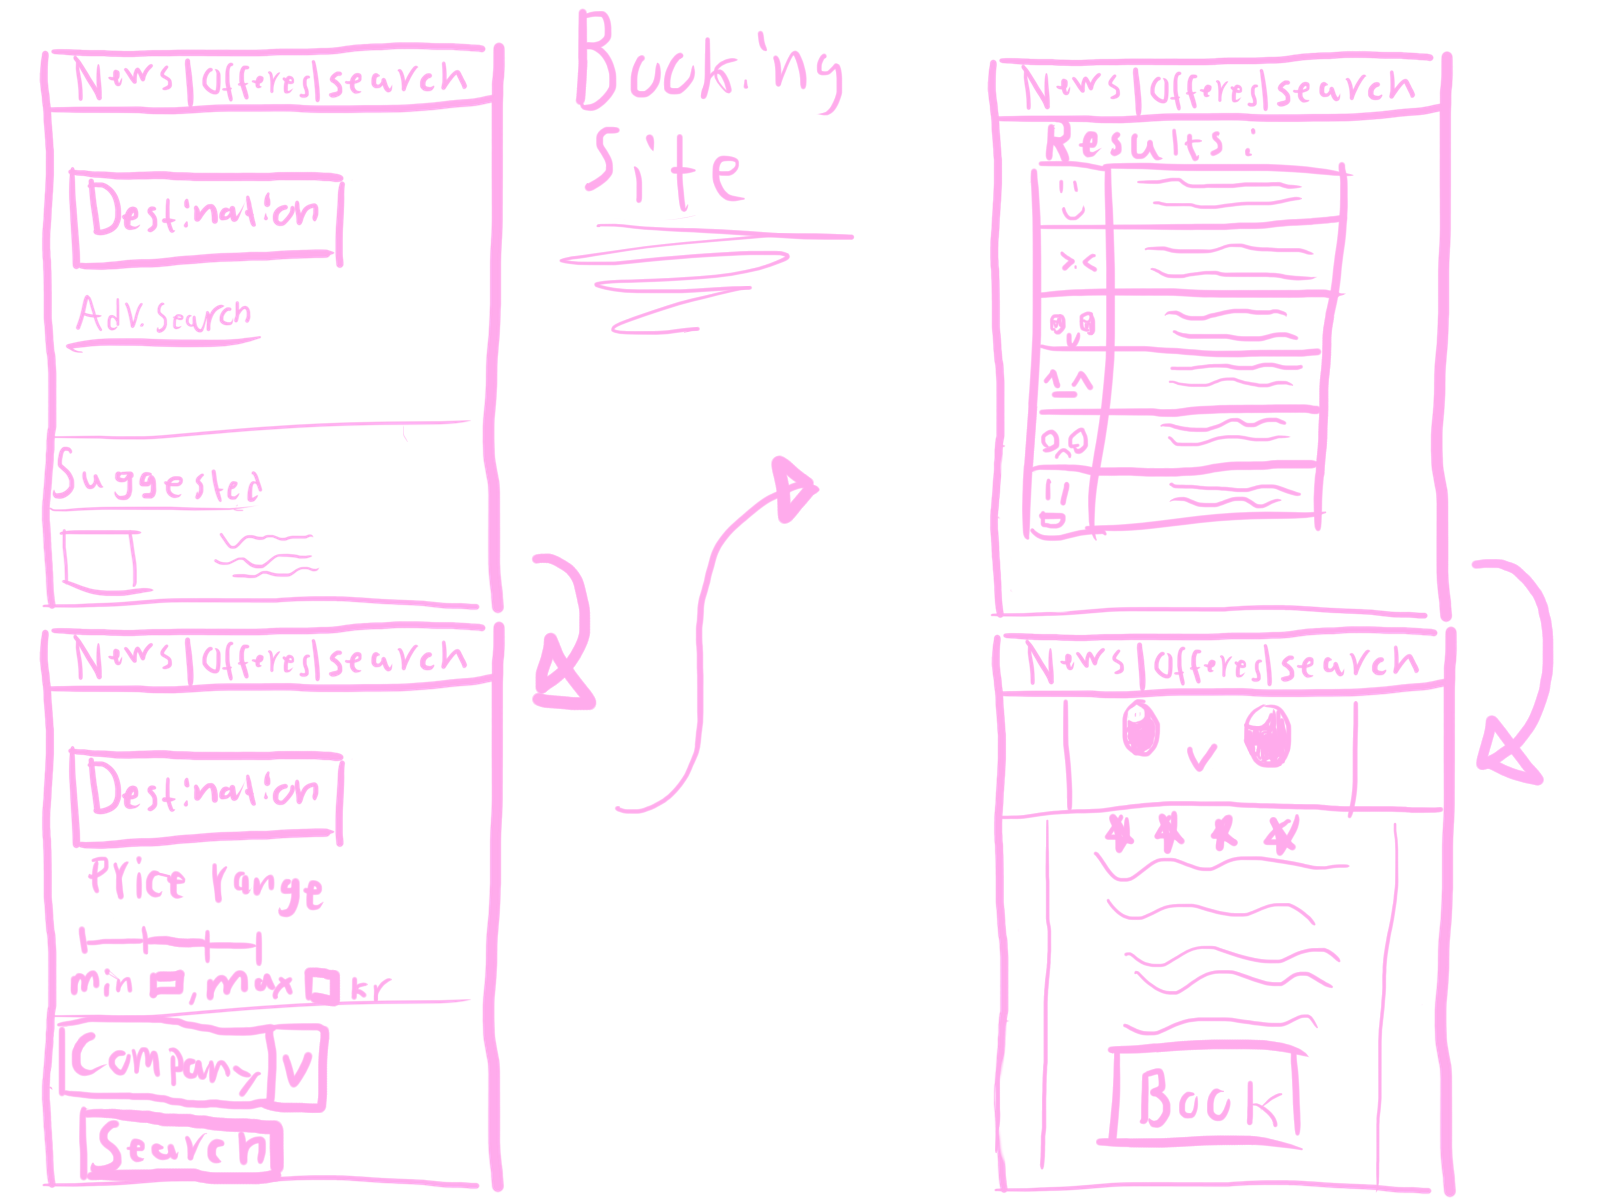 Booking
Site
News | Offeres | search
Destination
Adv. search
Suggested
News | Offeres | search
Destination
Price range
min , max kr
Company V
Search
News | Offeres | search
Results:
News | Offeres | search
Book